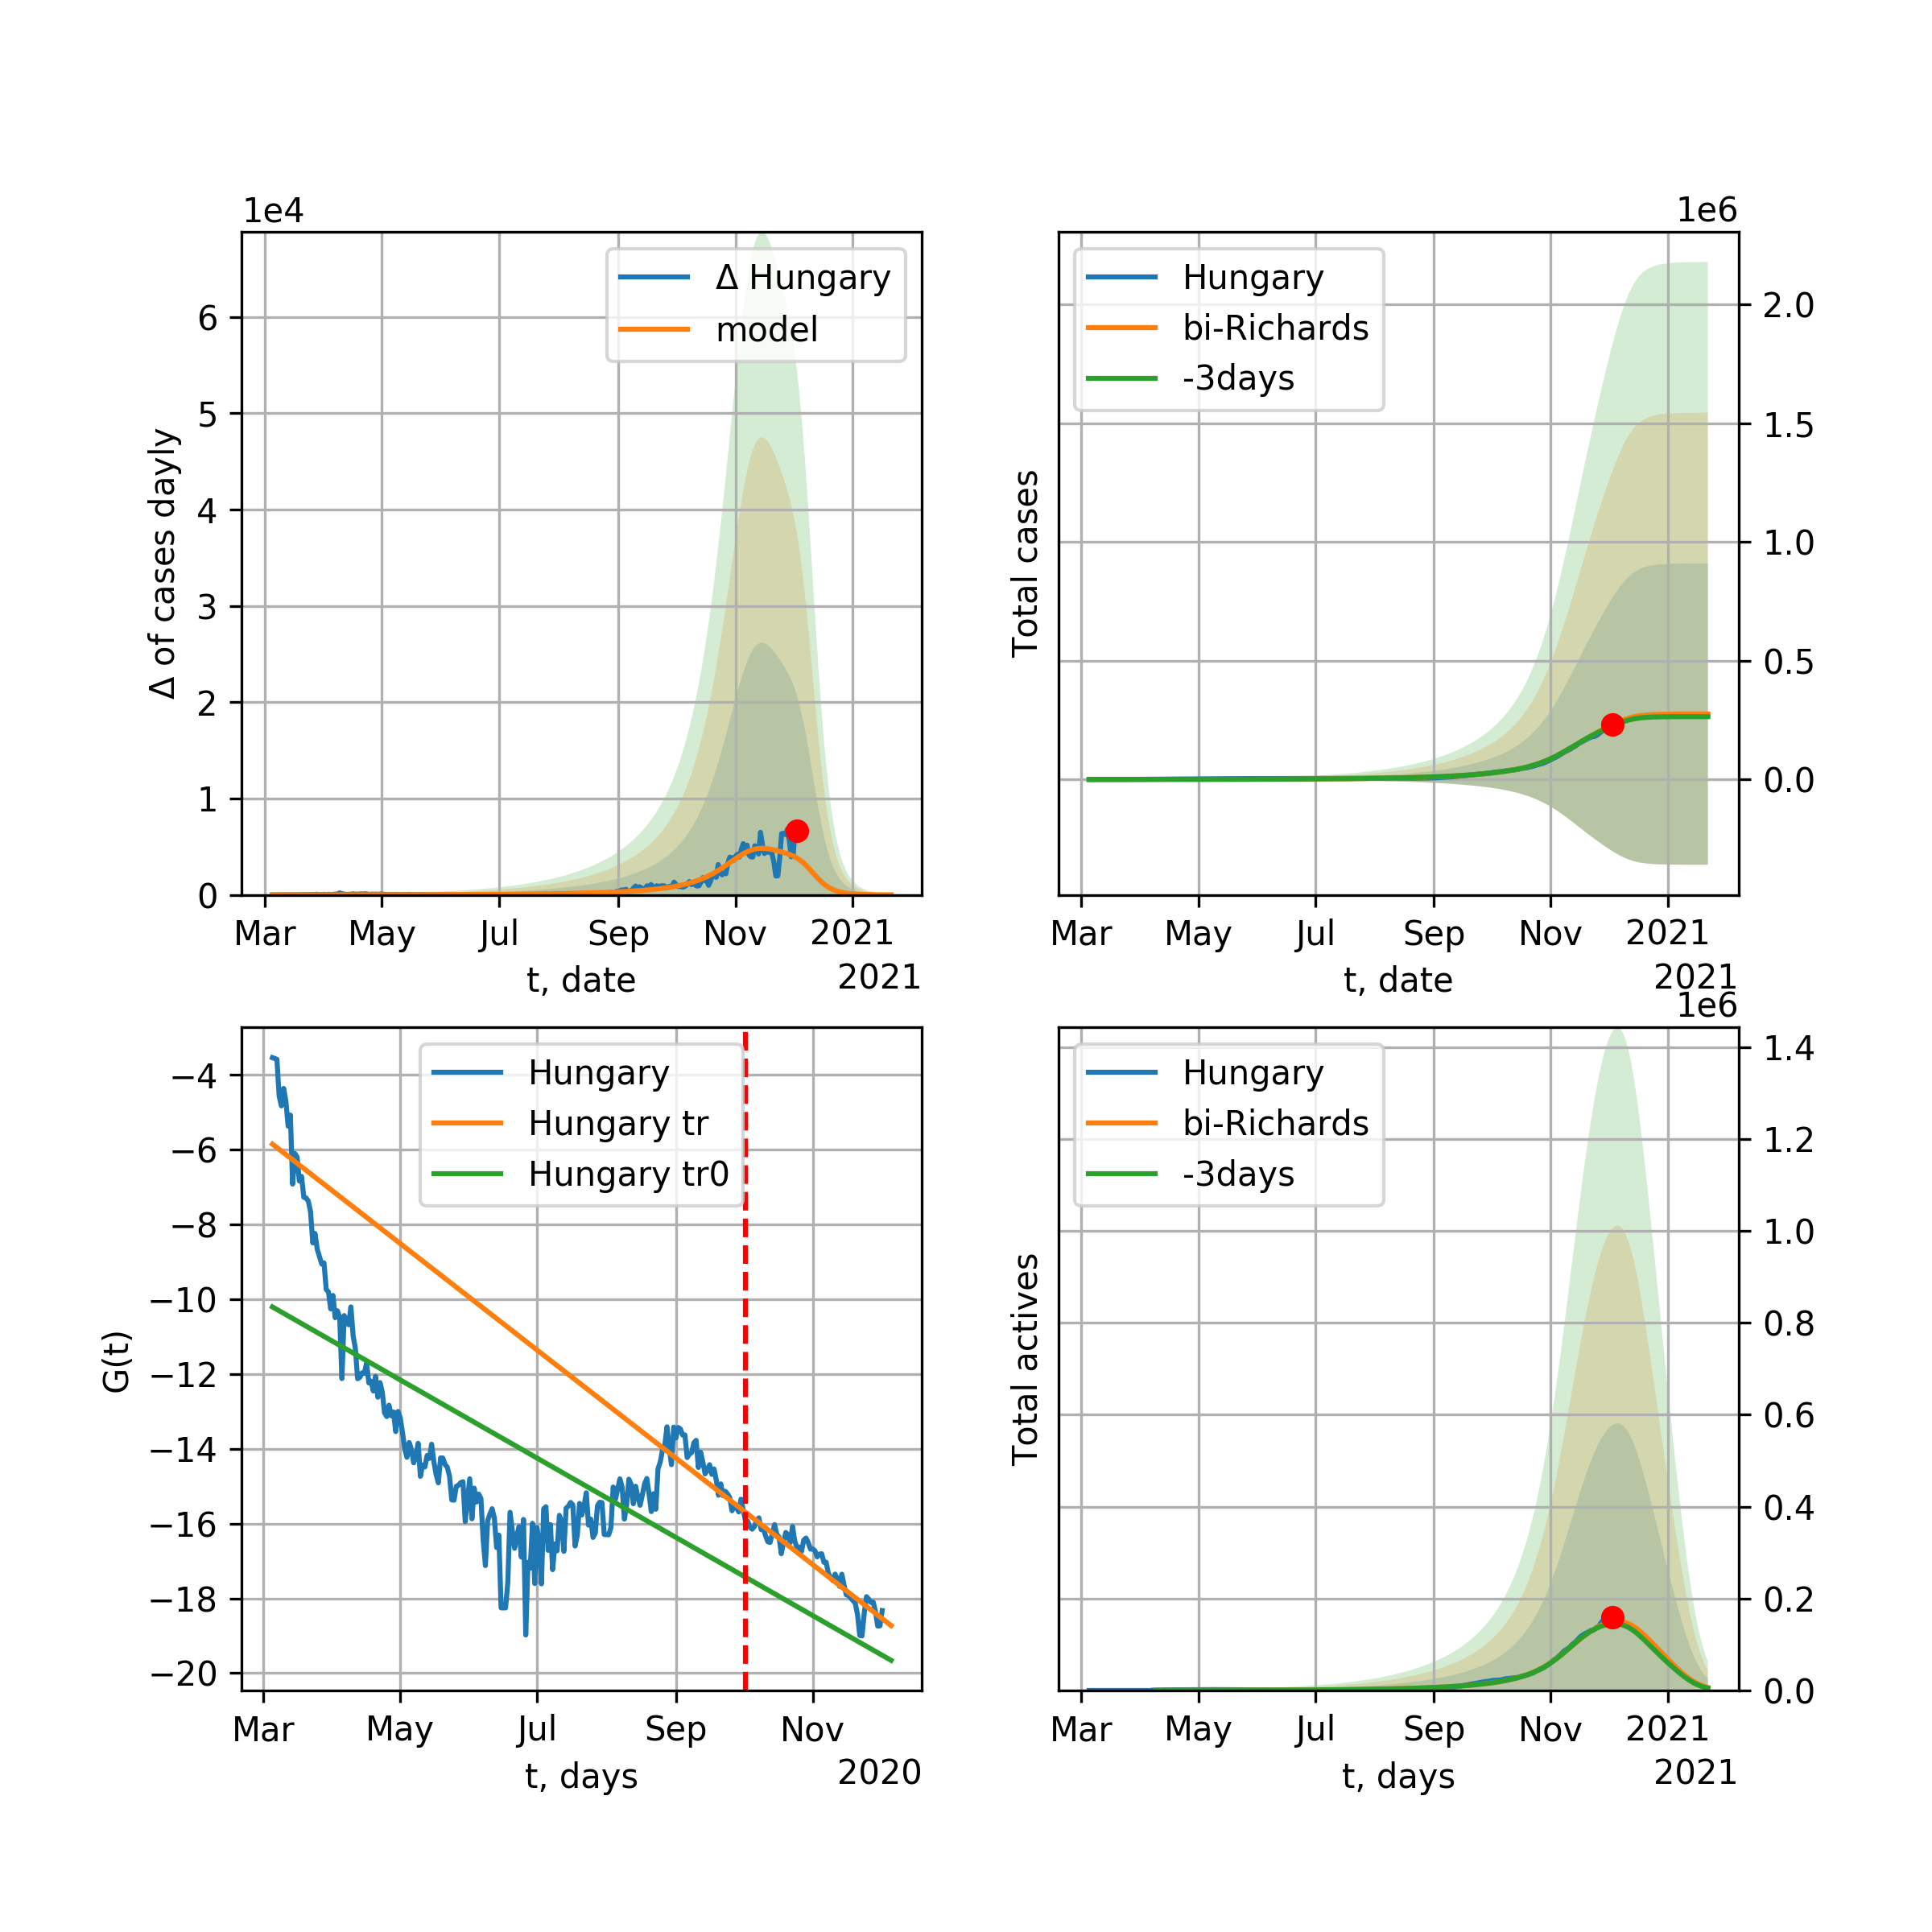 1e4
Δ Hungary
model
6
5
4
3
2
1
0
Δ of cases dayly
Mar May Jul Sep Nov 2021
t, date
2021
1e6
Hungary
bi-Richards
-3days
2.0
1.5
1.0
0.5
0.0
Total cases
Mar May Jul Sep Nov 2021
t, date
2021
Hungary
Hungary tr
Hungary tr0
−4
−6
−8
−10
−12
−14
−16
−18
−20
G(t)
Mar May Jul Sep Nov
t, days
2020
1e6
Hungary
bi-Richards
-3days
1.4
1.2
1.0
0.8
0.6
0.4
0.2
0.0
Total actives
Mar May Jul Sep Nov 2021
t, days
2021